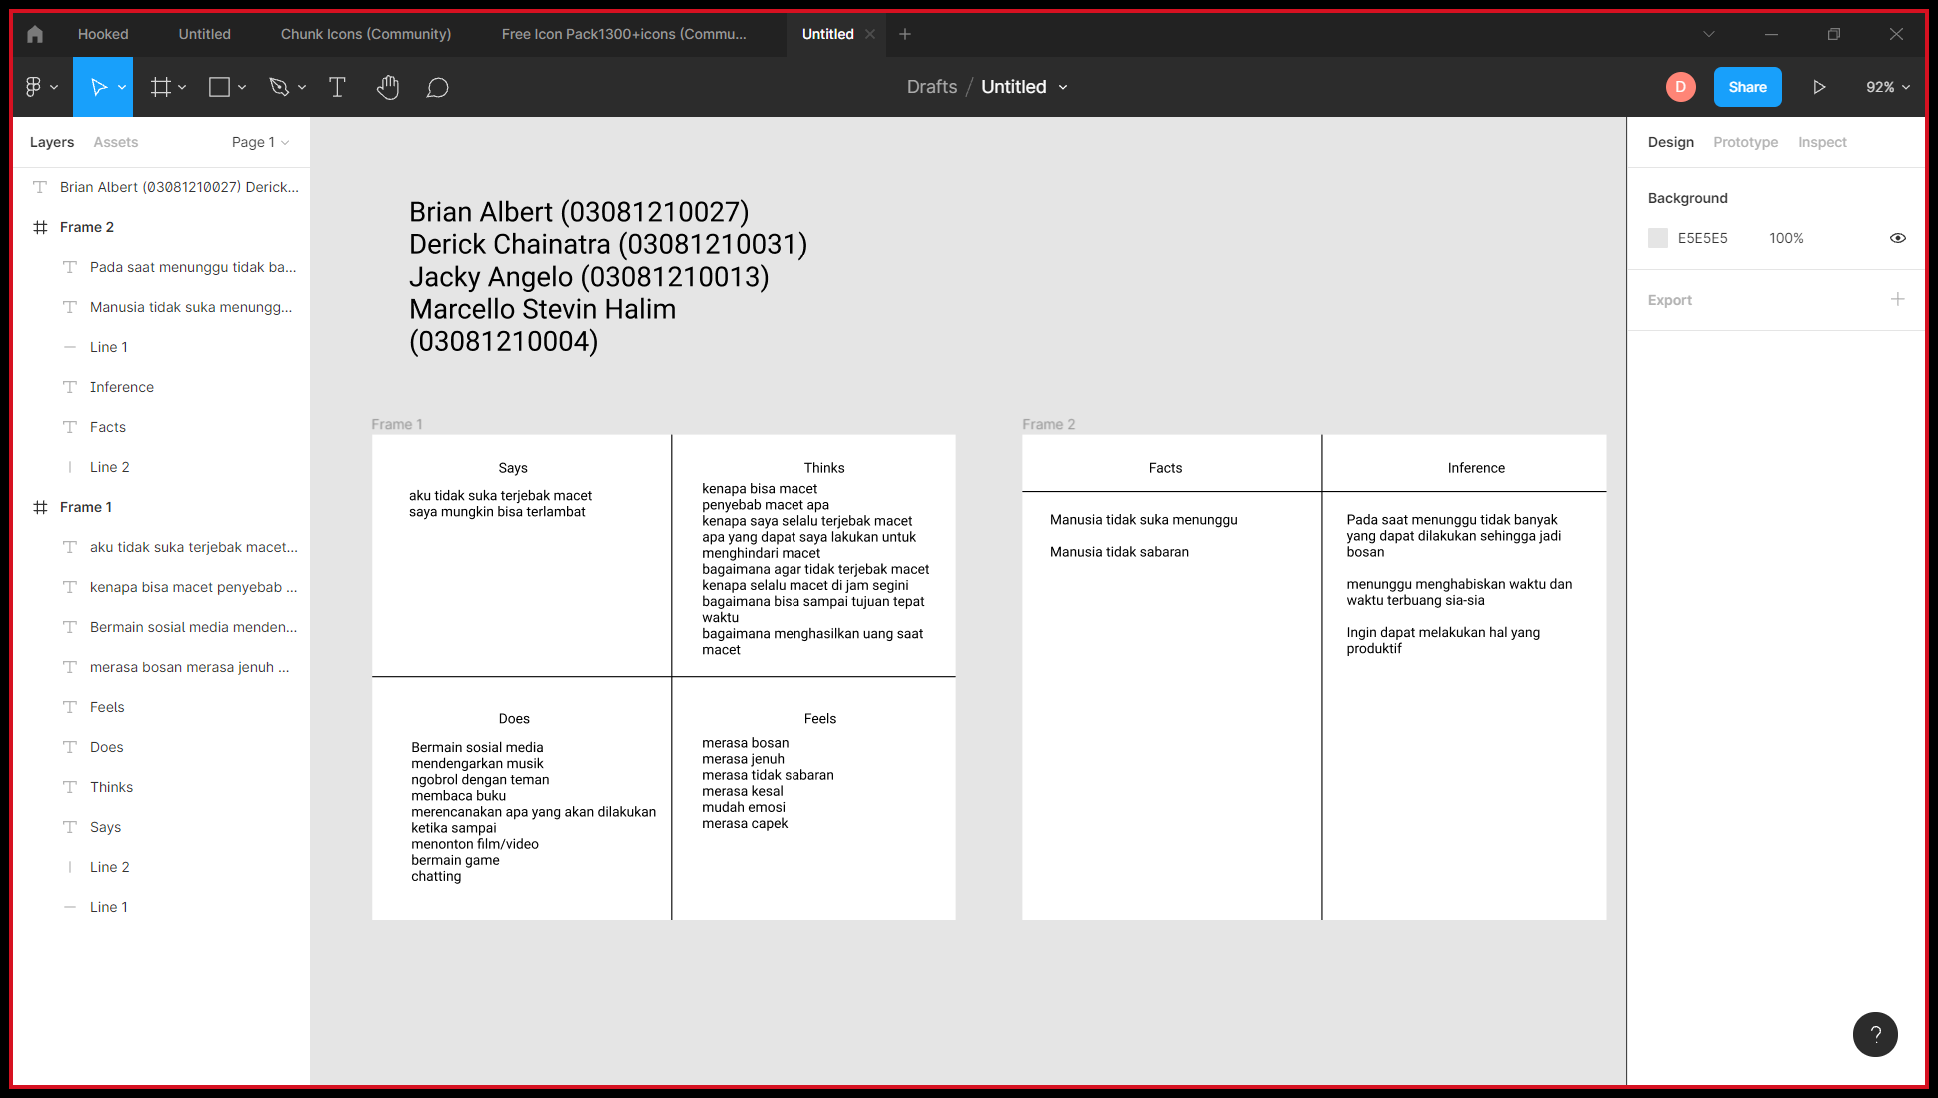 Hooked
Untitled
Chunk Icons (Community)
Free Icon Pack1300+icons (Commu...
Untitled
Drafts / Untitled
D
Share
92%
Layers
Assets
Page 1
Brian Albert (03081210027) Derick...
Frame 2
Pada saat menunggu tidak ba...
Manusia tidak suka menungg...
Line 1
Inference
Facts
Line 2
Frame 1
aku tidak suka terjebak macet...
kenapa bisa macet penyebab ...
Bermain sosial media menden...
merasa bosan merasa jenuh ...
Feels
Does
Thinks
Says
Line 2
Line 1
Brian Albert (03081210027)
Derick Chainatra (03081210031)
Jacky Angelo (03081210013)
Marcello Stevin Halim
(03081210004)
Frame 1
Says
aku tidak suka terjebak macet
saya mungkin bisa terlambat
Thinks
kenapa bisa macet
penyebab macet apa
kenapa saya selalu terjebak macet
apa yang dapat saya lakukan untuk
menghindari macet
bagaimana agar tidak terjebak macet
kenapa selalu macet di jam segini
bagaimana bisa sampai tujuan tepat
waktu
bagaimana menghasilkan uang saat
macet
Does
Bermain sosial media
mendengarkan musik
ngobrol dengan teman
membaca buku
merencanakan apa yang akan dilakukan
ketika sampai
menonton film/video
bermain game
chatting
Feels
merasa bosan
merasa jenuh
merasa tidak sabaran
merasa kesal
mudah emosi
merasa capek
Frame 2
Facts
Manusia tidak suka menunggu
Manusia tidak sabaran
Inference
Pada saat menunggu tidak banyak
yang dapat dilakukan sehingga jadi
bosan
menunggu menghabiskan waktu dan
waktu terbuang sia-sia
Ingin dapat melakukan hal yang
produktif
Design
Prototype
Inspect
Background
E5E5E5
100%
Export
?